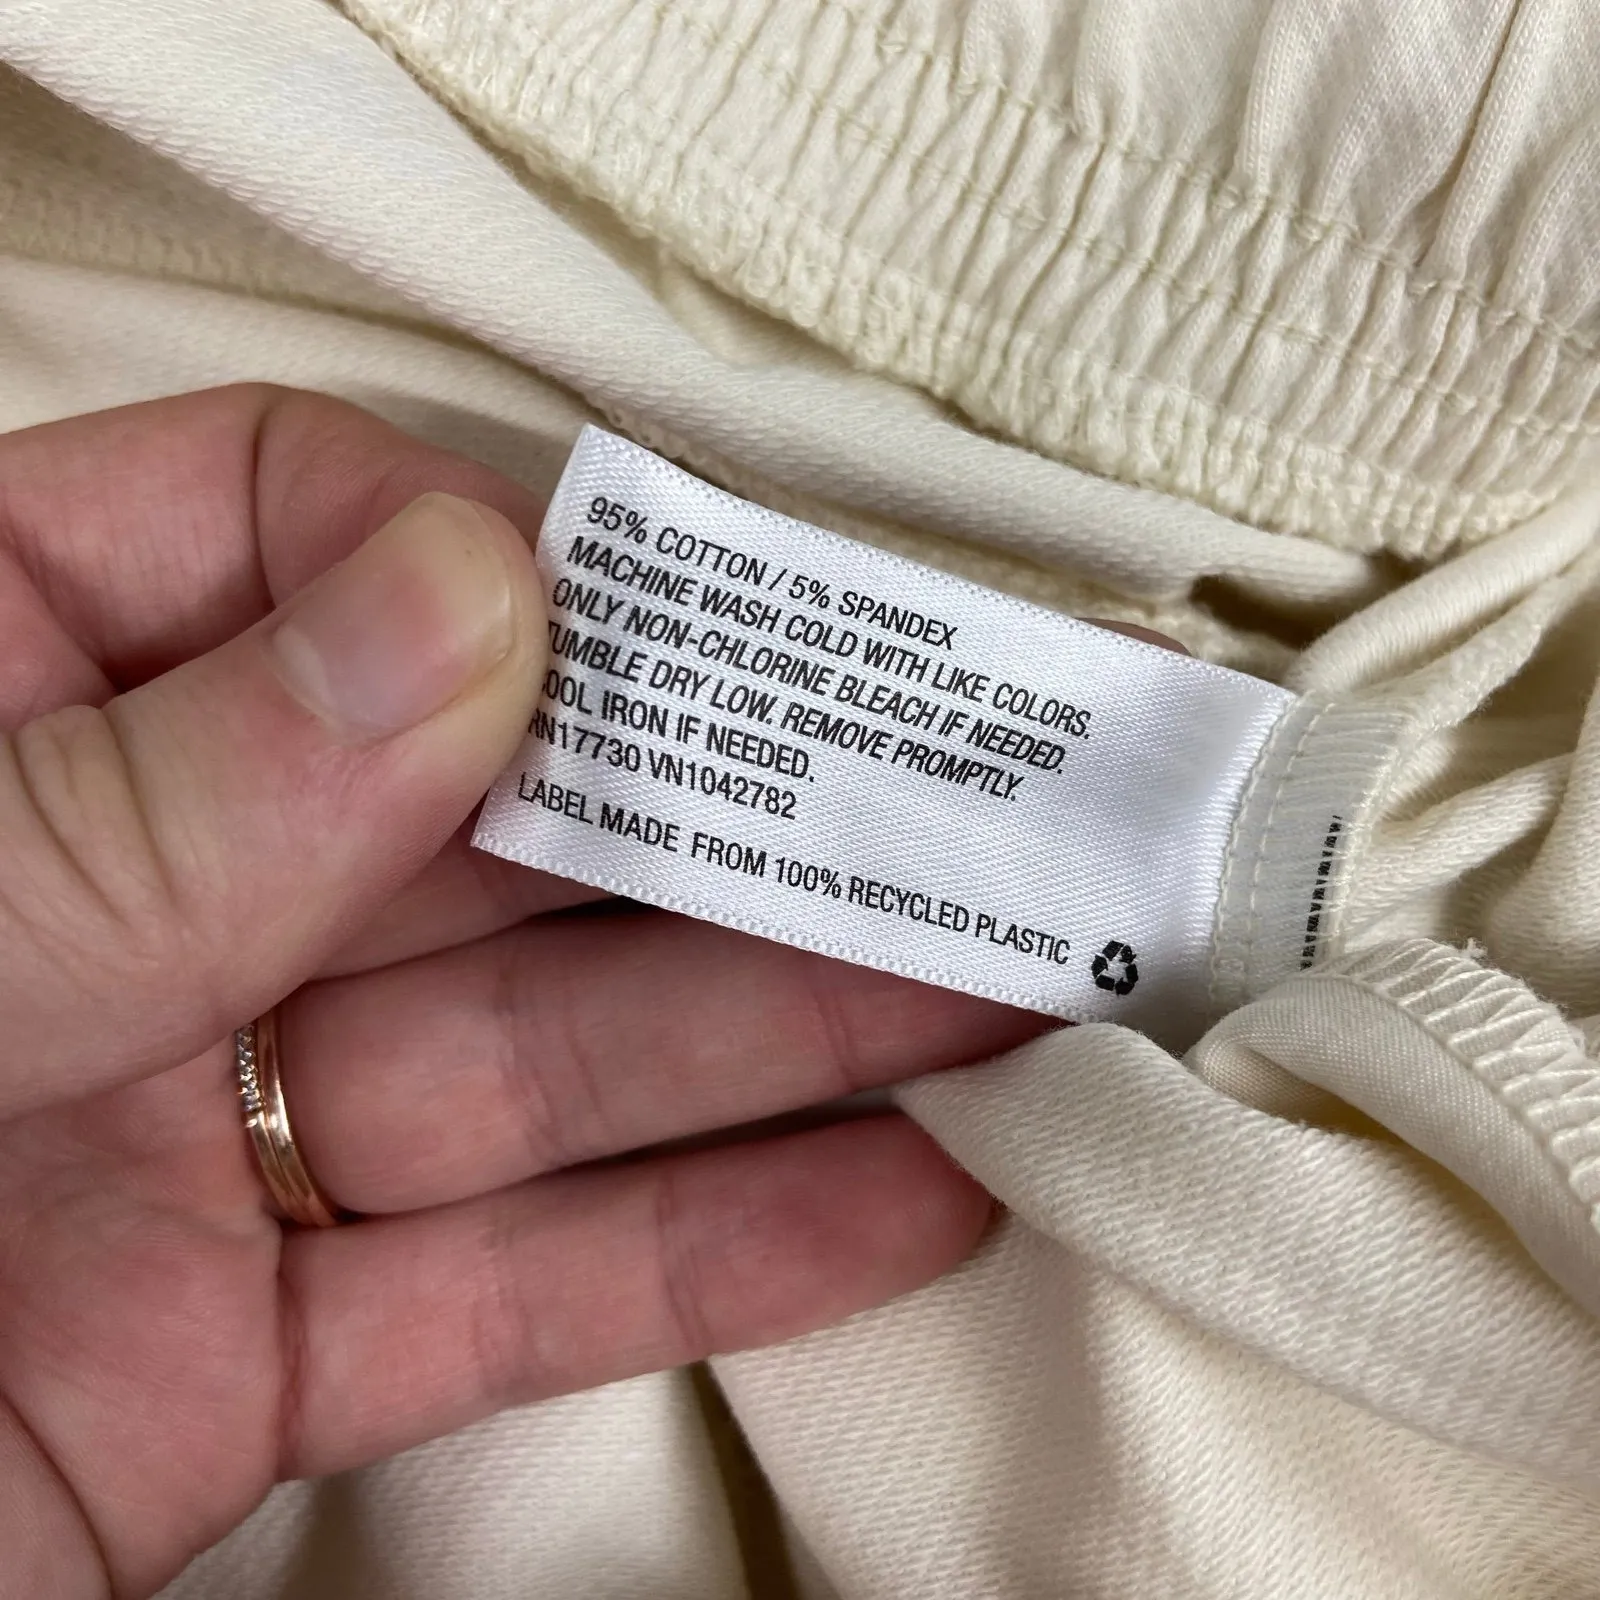 95% COTTON / 5% SPANDEX
MACHINE WASH COLD WITH LIKE COLORS.
ONLY NON-CHLORINE BLEACH IF NEEDED.
TUMBLE DRY LOW. REMOVE PROMPTLY.
COOL IRON IF NEEDED.
RN17730 VN1042782
LABEL MADE FROM 100% RECYCLED PLASTIC